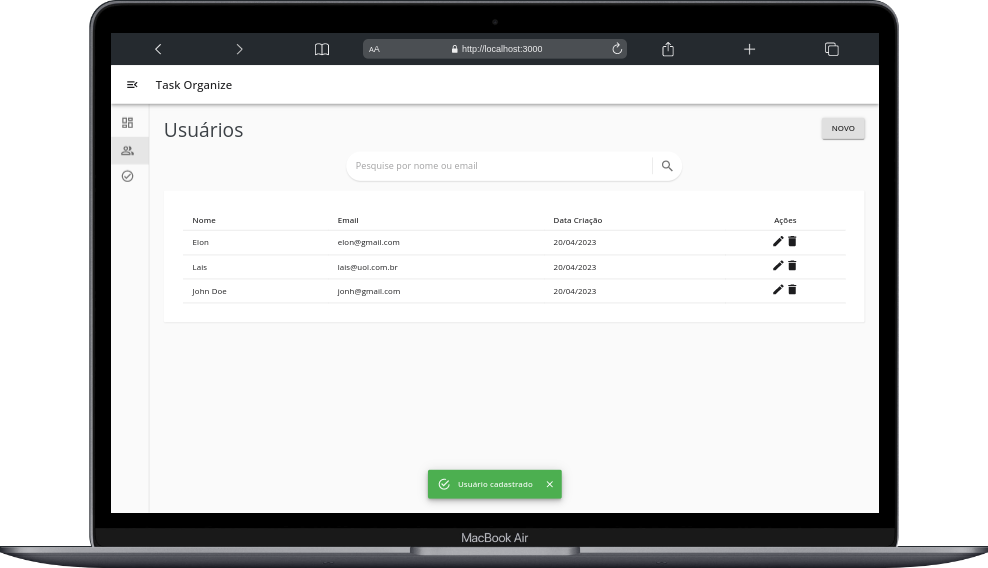 AA
http://localhost:3000
Task Organize
Usuários
NOVO
Pesquise por nome ou email
Nome Email Data Criação Ações
Elon elon@gmail.com 20/04/2023
Lais lais@uol.com.br 20/04/2023
John Doe jonh@gmail.com 20/04/2023
Usuário cadastrado
MacBook Air